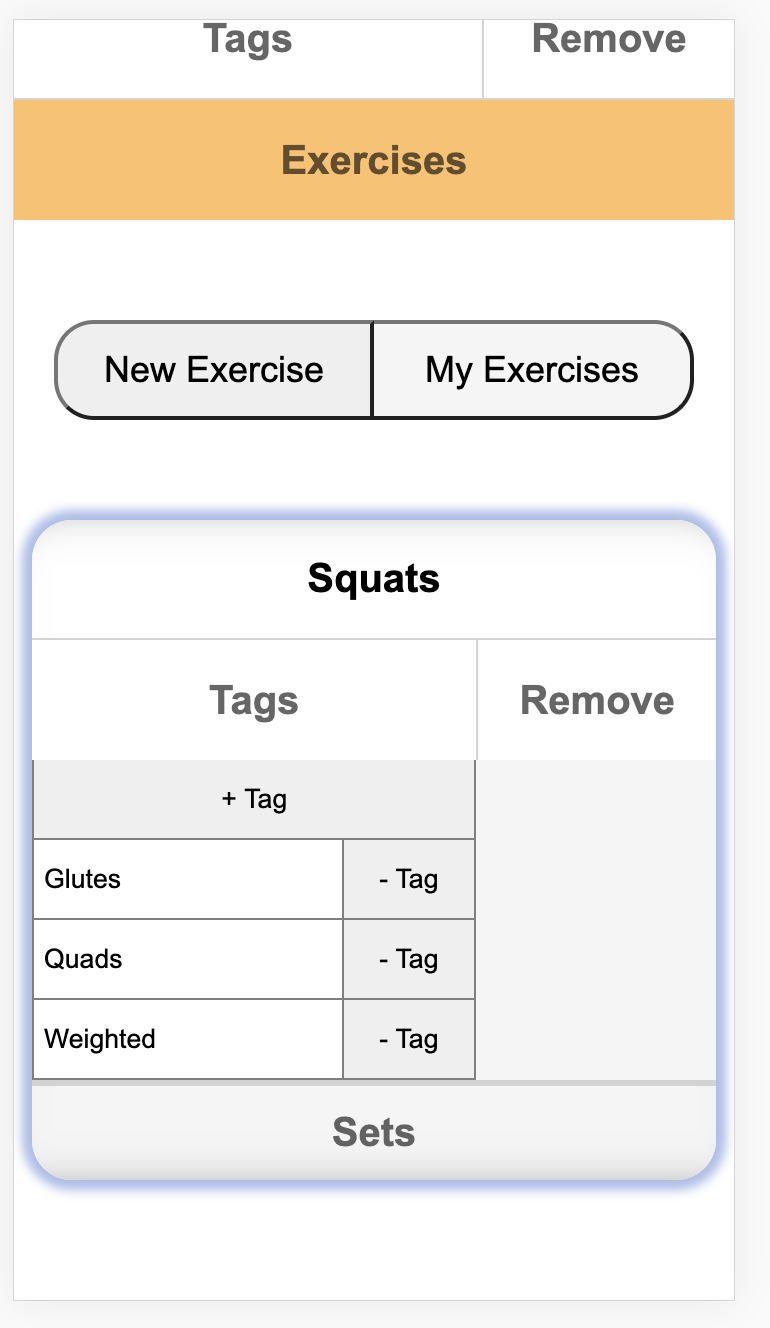 Tags Remove
Exercises
New Exercise My Exercises
Squats
Tags Remove
+ Tag
Glutes - Tag
Quads - Tag
Weighted - Tag
Sets